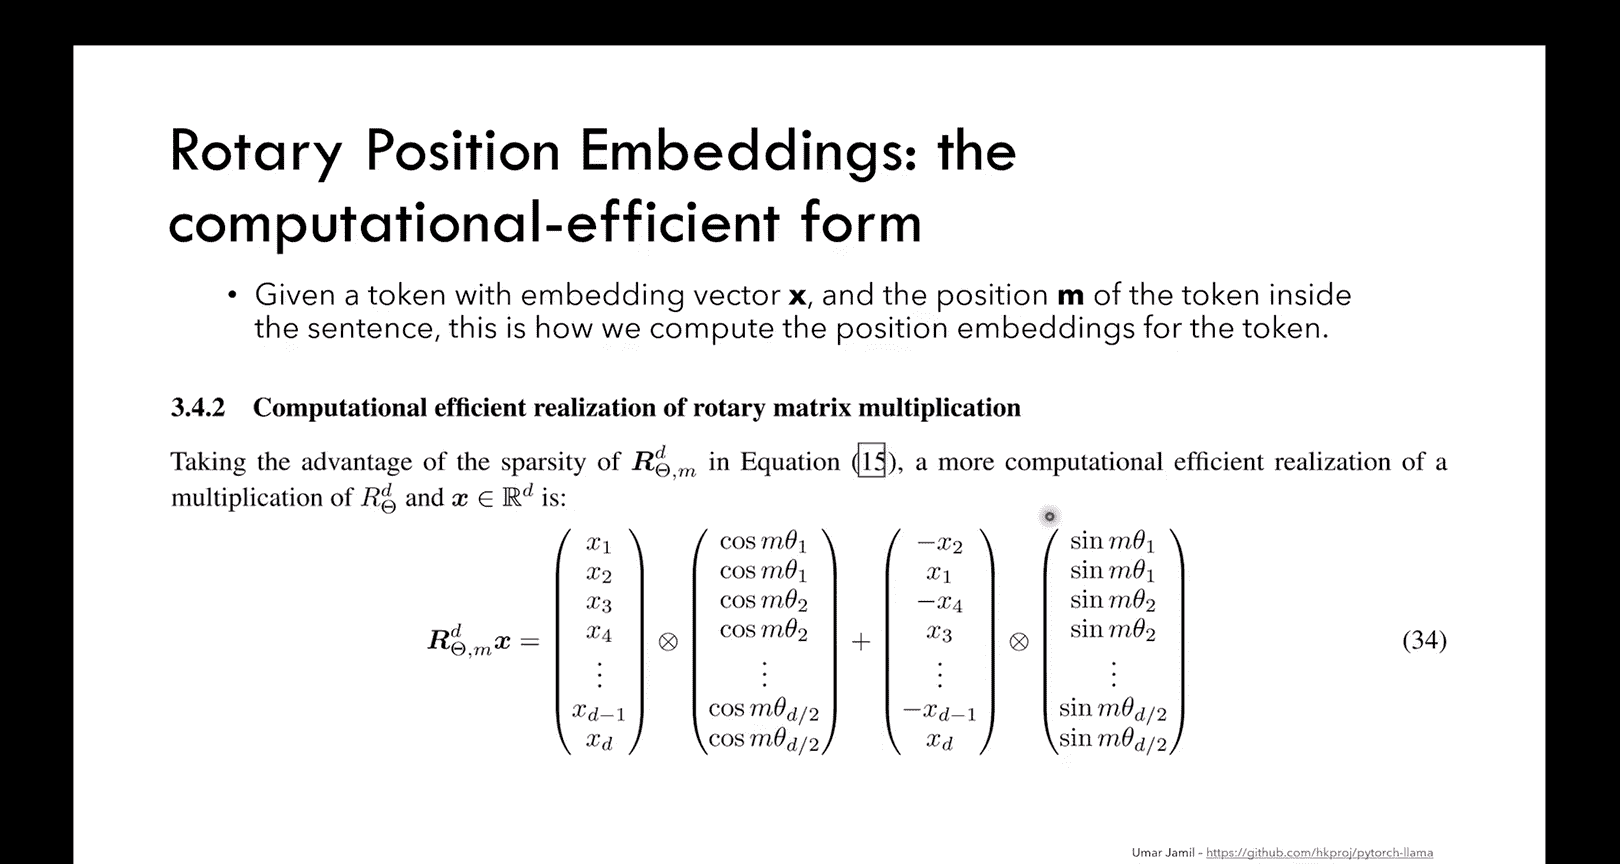 Rotary Position Embeddings: the
computational-efficient form
• Given a token with embedding vector x, and the position m of the token inside
the sentence, this is how we compute the position embeddings for the token.
3.4.2 Computational efficient realization of rotary matrix multiplication
Taking the advantage of the sparsity of R^d_{Θ,m} in Equation (15), a more computational efficient realization of a
multiplication of R^d_Θ and x ∈ ℝ^d is:
x_1 cos mθ_1 −x_2 sin mθ_1
x_2 cos mθ_1 x_1 sin mθ_1
x_3 cos mθ_2 −x_4 sin mθ_2
x_4 cos mθ_2 x_3 sin mθ_2
R^d_{Θ,m}x = ⊗ + ⊗ (34)
⋮ ⋮ ⋮ ⋮
x_{d−1} cos mθ_{d/2} −x_{d−1} sin mθ_{d/2}
x_d cos mθ_{d/2} x_d sin mθ_{d/2}
Umar Jamil – https://github.com/hkproj/pytorch-llama